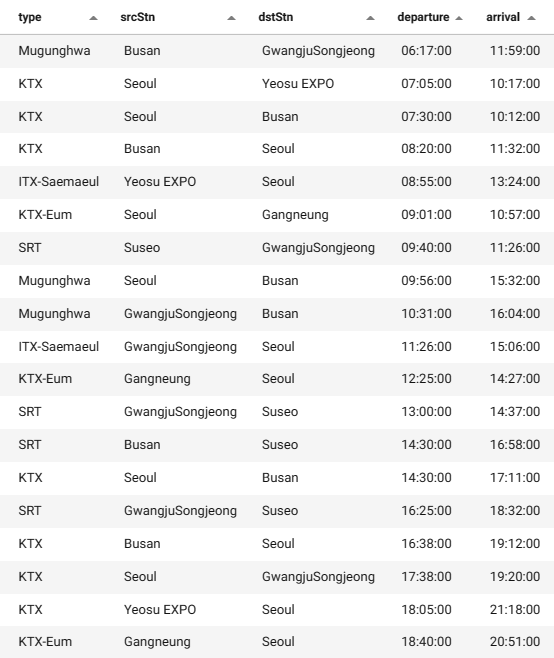 type srcStn dstStn departure arrival
Mugunghwa Busan GwangjuSongjeong 06:17:00 11:59:00
KTX Seoul Yeosu EXPO 07:05:00 10:17:00
KTX Seoul Busan 07:30:00 10:12:00
KTX Busan Seoul 08:20:00 11:32:00
ITX-Saemaeul Yeosu EXPO Seoul 08:55:00 13:24:00
KTX-Eum Seoul Gangneung 09:01:00 10:57:00
SRT Suseo GwangjuSongjeong 09:40:00 11:26:00
Mugunghwa Seoul Busan 09:56:00 15:32:00
Mugunghwa GwangjuSongjeong Busan 10:31:00 16:04:00
ITX-Saemaeul GwangjuSongjeong Seoul 11:26:00 15:06:00
KTX-Eum Gangneung Seoul 12:25:00 14:27:00
SRT GwangjuSongjeong Suseo 13:00:00 14:37:00
SRT Busan Suseo 14:30:00 16:58:00
KTX Seoul Busan 14:30:00 17:11:00
SRT GwangjuSongjeong Suseo 16:25:00 18:32:00
KTX Busan Seoul 16:38:00 19:12:00
KTX Seoul GwangjuSongjeong 17:38:00 19:20:00
KTX Yeosu EXPO Seoul 18:05:00 21:18:00
KTX-Eum Gangneung Seoul 18:40:00 20:51:00